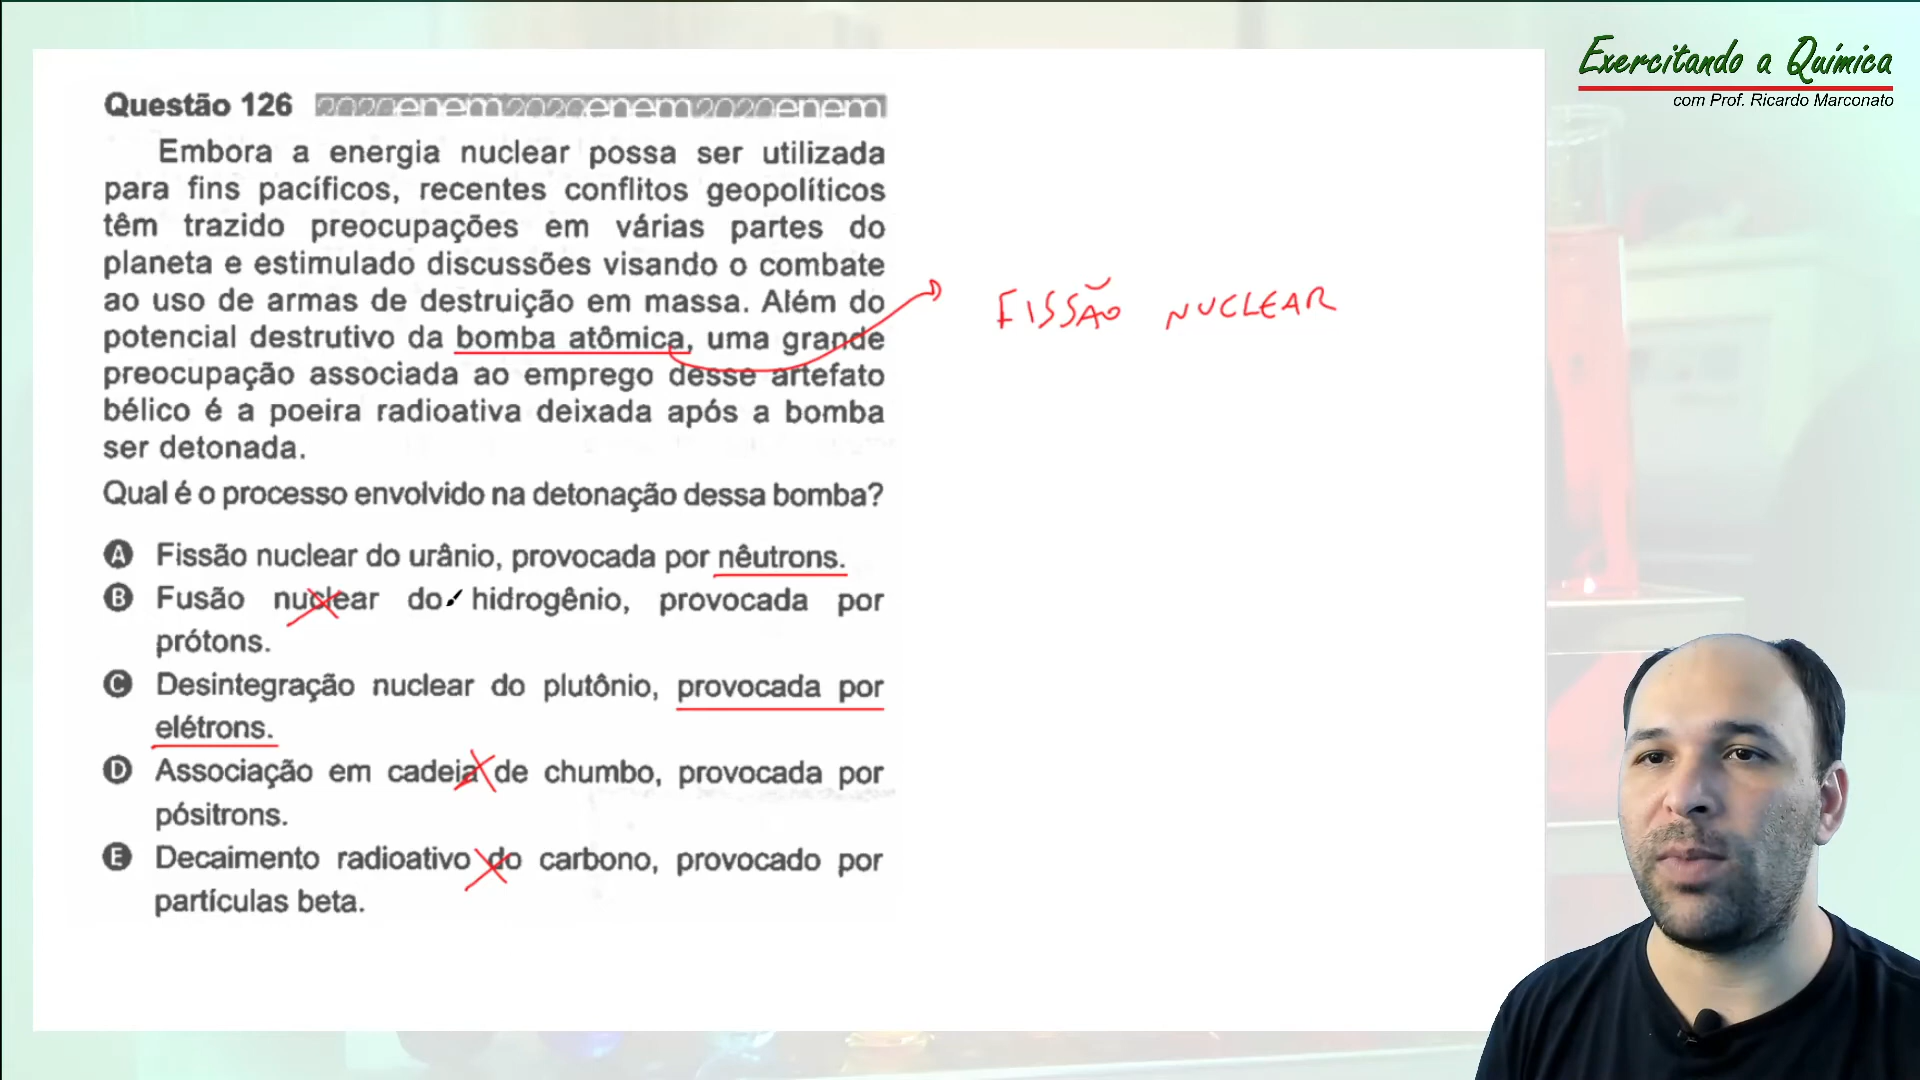 Exercitando a Química
com Prof. Ricardo Marconato
Questão 126 2020enem2020enem2020enem
Embora a energia nuclear possa ser utilizada
para fins pacíficos, recentes conflitos geopolíticos
têm trazido preocupações em várias partes do
planeta e estimulado discussões visando o combate
ao uso de armas de destruição em massa. Além do
potencial destrutivo da bomba atômica, uma grande
preocupação associada ao emprego desse artefato
bélico é a poeira radioativa deixada após a bomba
ser detonada.
FISSÃO NUCLEAR
Qual é o processo envolvido na detonação dessa bomba?
A Fissão nuclear do urânio, provocada por nêutrons.
B Fusão nuclear do hidrogênio, provocada por
prótons.
C Desintegração nuclear do plutônio, provocada por
elétrons.
D Associação em cadeia de chumbo, provocada por
pósitrons.
E Decaimento radioativo do carbono, provocado por
partículas beta.